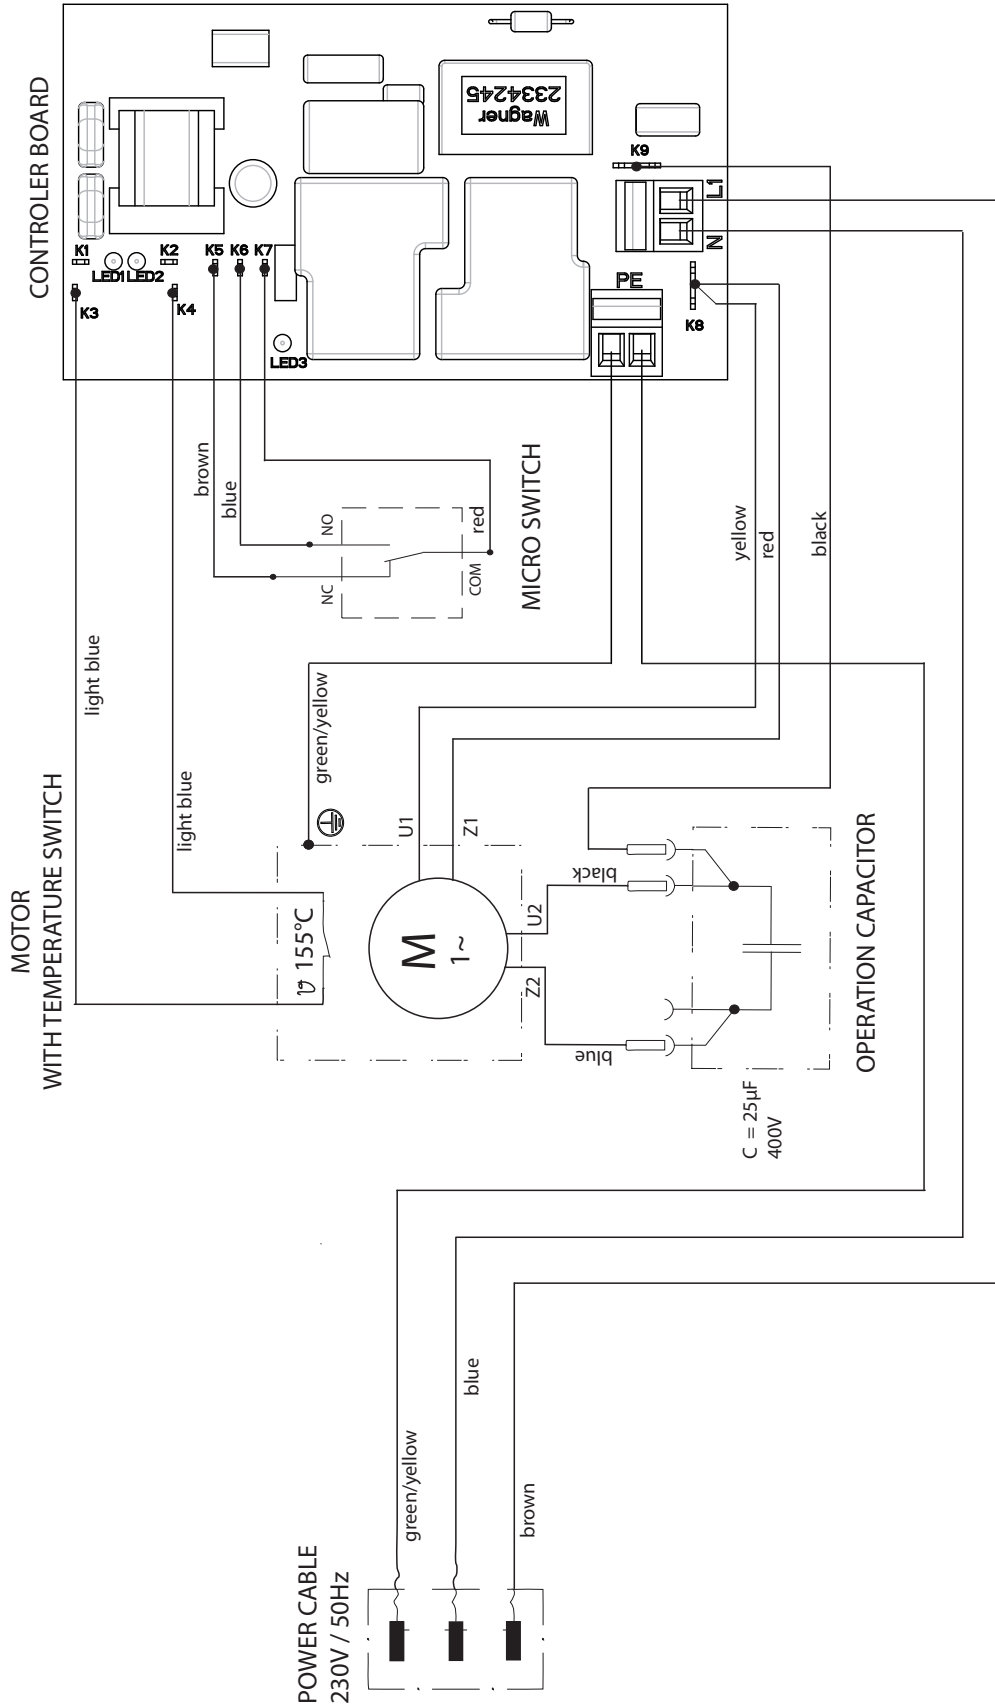 CONTROLER BOARD
Wagner
2334245
K9
L1
N
K1
LED1
LED2
K2
K5
K6
K7
K3
K4
PE
K8
LED3
brown
blue
NO
red
NC
COM
MICRO SWITCH
yellow
red
black
light blue
light blue
green/yellow
MOTOR
WITH TEMPERATURE SWITCH
U1
Z1
ϑ 155°C
M
1~
U2
Z2
black
blue
OPERATION CAPACITOR
C = 25µF
400V
green/yellow
blue
brown
POWER CABLE
230V / 50Hz